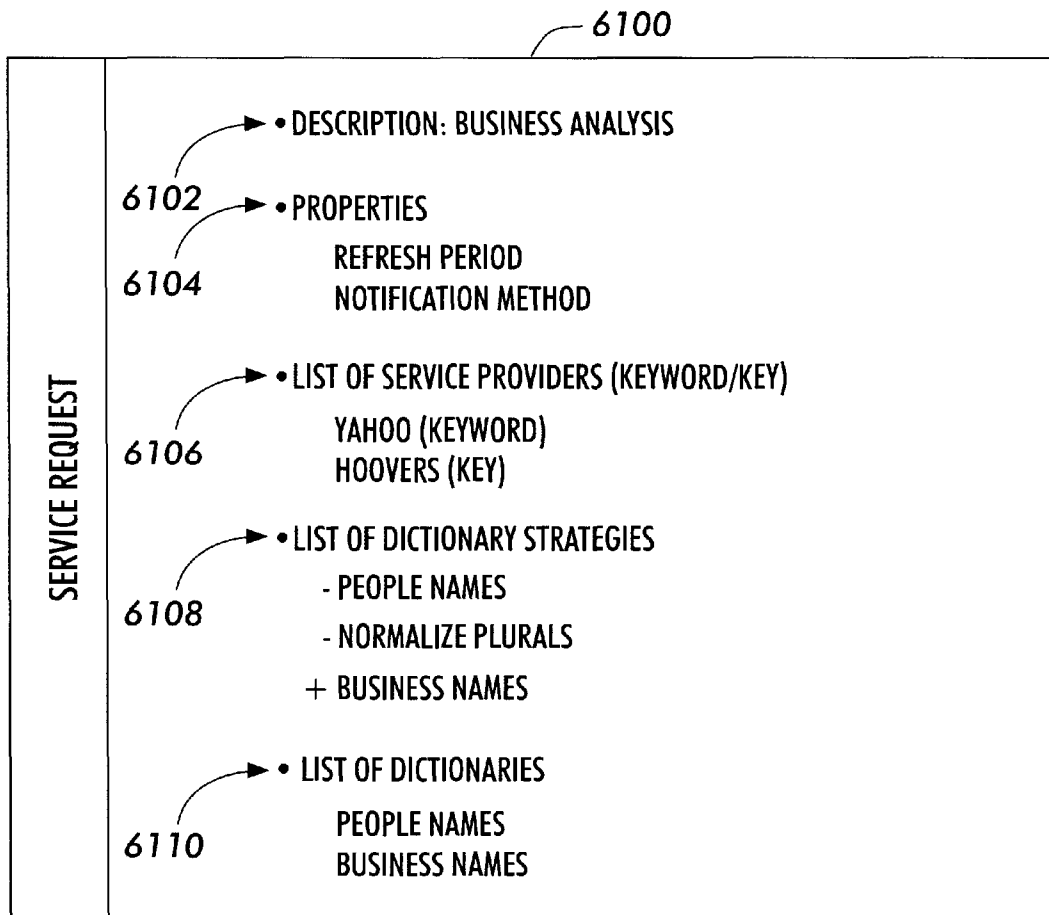 6100
SERVICE REQUEST
• DESCRIPTION: BUSINESS ANALYSIS
6102
• PROPERTIES
REFRESH PERIOD
6104
NOTIFICATION METHOD
• LIST OF SERVICE PROVIDERS (KEYWORD/KEY)
YAHOO (KEYWORD)
6106
HOOVERS (KEY)
• LIST OF DICTIONARY STRATEGIES
- PEOPLE NAMES
6108
- NORMALIZE PLURALS
+ BUSINESS NAMES
• LIST OF DICTIONARIES
PEOPLE NAMES
6110
BUSINESS NAMES